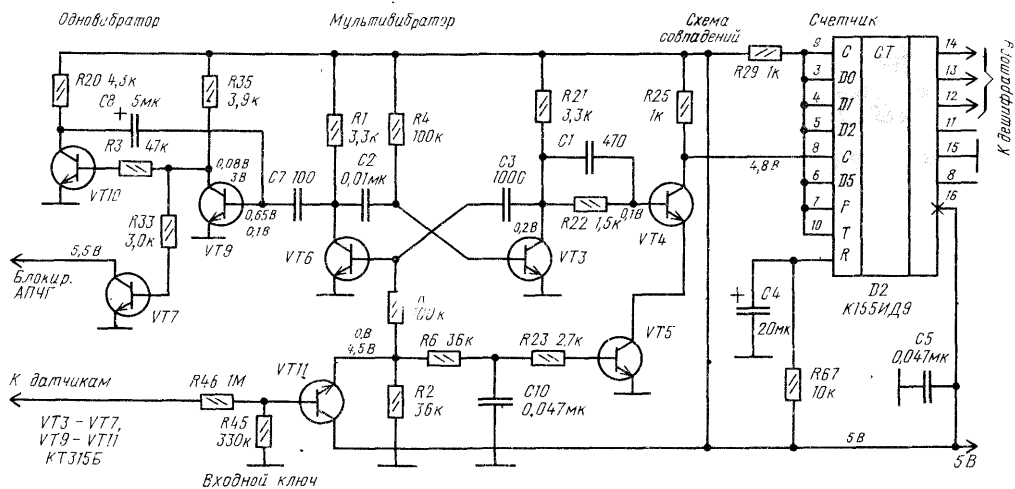 Одновибратор
Мультивибратор
Схема
совпадений
Счетчик
R20 4,3к
C8
5мк
R35
3,9к
R3
47к
VT10
R33
3,0к
0,08В
3В
0,65В
0,1В
VT9
C7 100
R1
3,3к
R4
100к
C2
0,01мк
VT6
C3
1000
R21
3,3к
C1
470
R22 1,5к
0,2В
VT3
0,1В
VT4
R25
1к
R29 1к
4,8В
9
3
4
5
8
6
7
10
C
D0
D1
D2
C
D5
P
T
R
CT
14
13
12
11
15
8
16
К дешифратору
D2
К155ИД9
5,5В
Блокир.
АПЧГ
VT7
00к
0В
4,5В
R6 36к
R23 2,7к
VT5
C4
20мк
C5
0,047мк
К датчикам
R46 1М
VT11
R2
36к
C10
0,047мк
R67
10к
VT3 – VT7,
VT9 – VT11
КТ315Б
R45
330к
5В
5В
Входной ключ